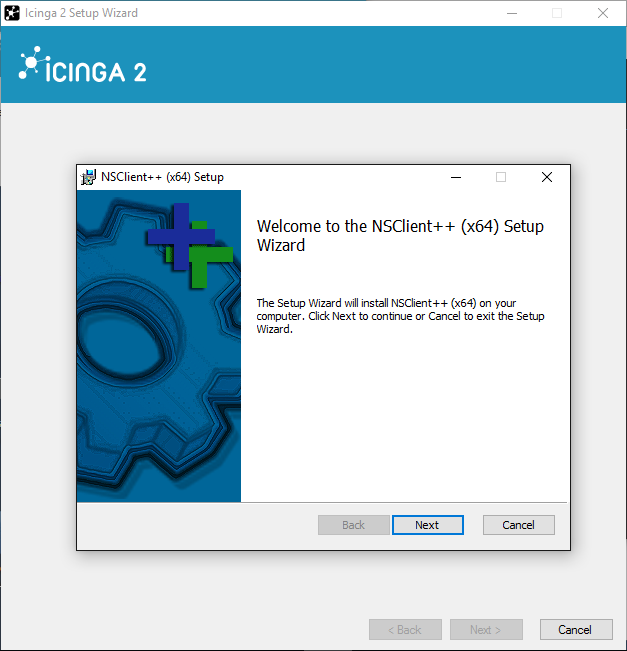 Icinga 2 Setup Wizard
ICINGA 2
NSClient++ (x64) Setup
Welcome to the NSClient++ (x64) Setup
Wizard
The Setup Wizard will install NSClient++ (x64) on your
computer. Click Next to continue or Cancel to exit the Setup
Wizard.
Back
Next
Cancel
< Back
Next >
Cancel